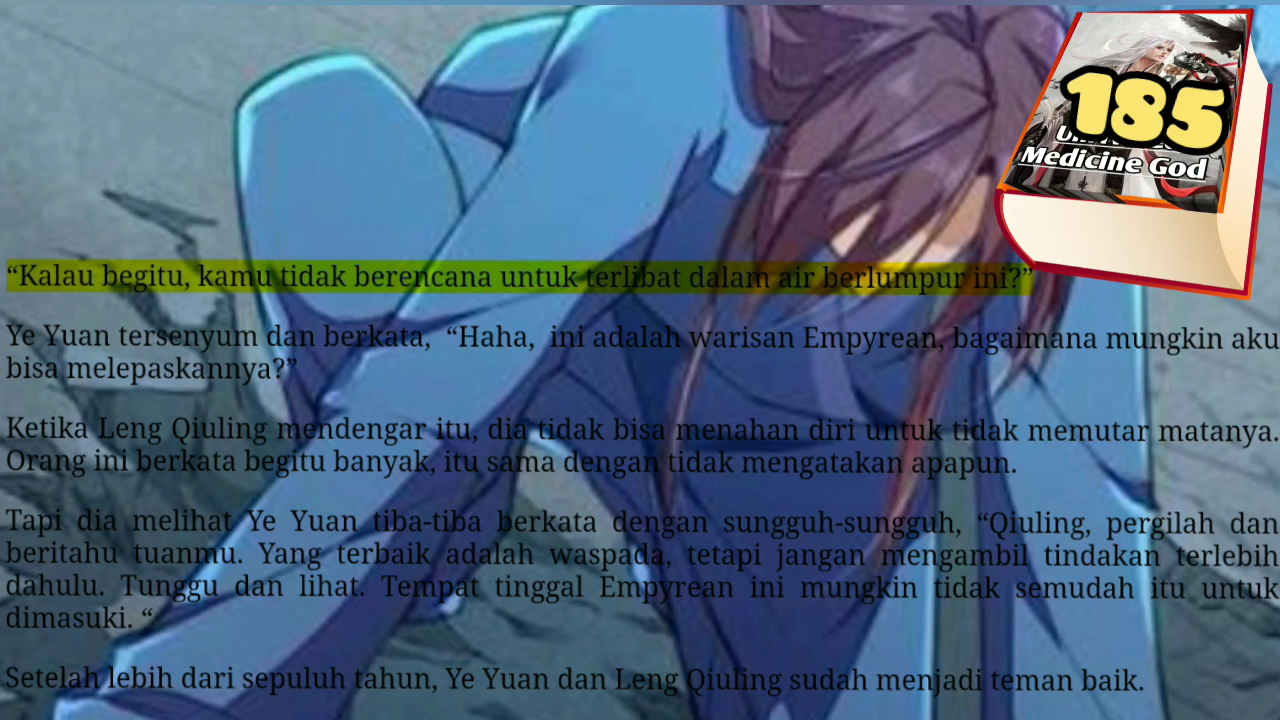 185
Medicine God
“Kalau begitu, kamu tidak berencana untuk terlibat dalam air berlumpur ini?”
Ye Yuan tersenyum dan berkata, “Haha, ini adalah warisan Empyrean, bagaimana mungkin aku
bisa melepaskannya?”
Ketika Leng Qiuling mendengar itu, dia tidak bisa menahan diri untuk tidak memutar matanya.
Orang ini berkata begitu banyak, itu sama dengan tidak mengatakan apapun.
Tapi dia melihat Ye Yuan tiba-tiba berkata dengan sungguh-sungguh, “Qiuling, pergilah dan
beritahu tuanmu. Yang terbaik adalah waspada, tetapi jangan mengambil tindakan terlebih
dahulu. Tunggu dan lihat. Tempat tinggal Empyrean ini mungkin tidak semudah itu untuk
dimasuki. “
Setelah lebih dari sepuluh tahun, Ye Yuan dan Leng Qiuling sudah menjadi teman baik.